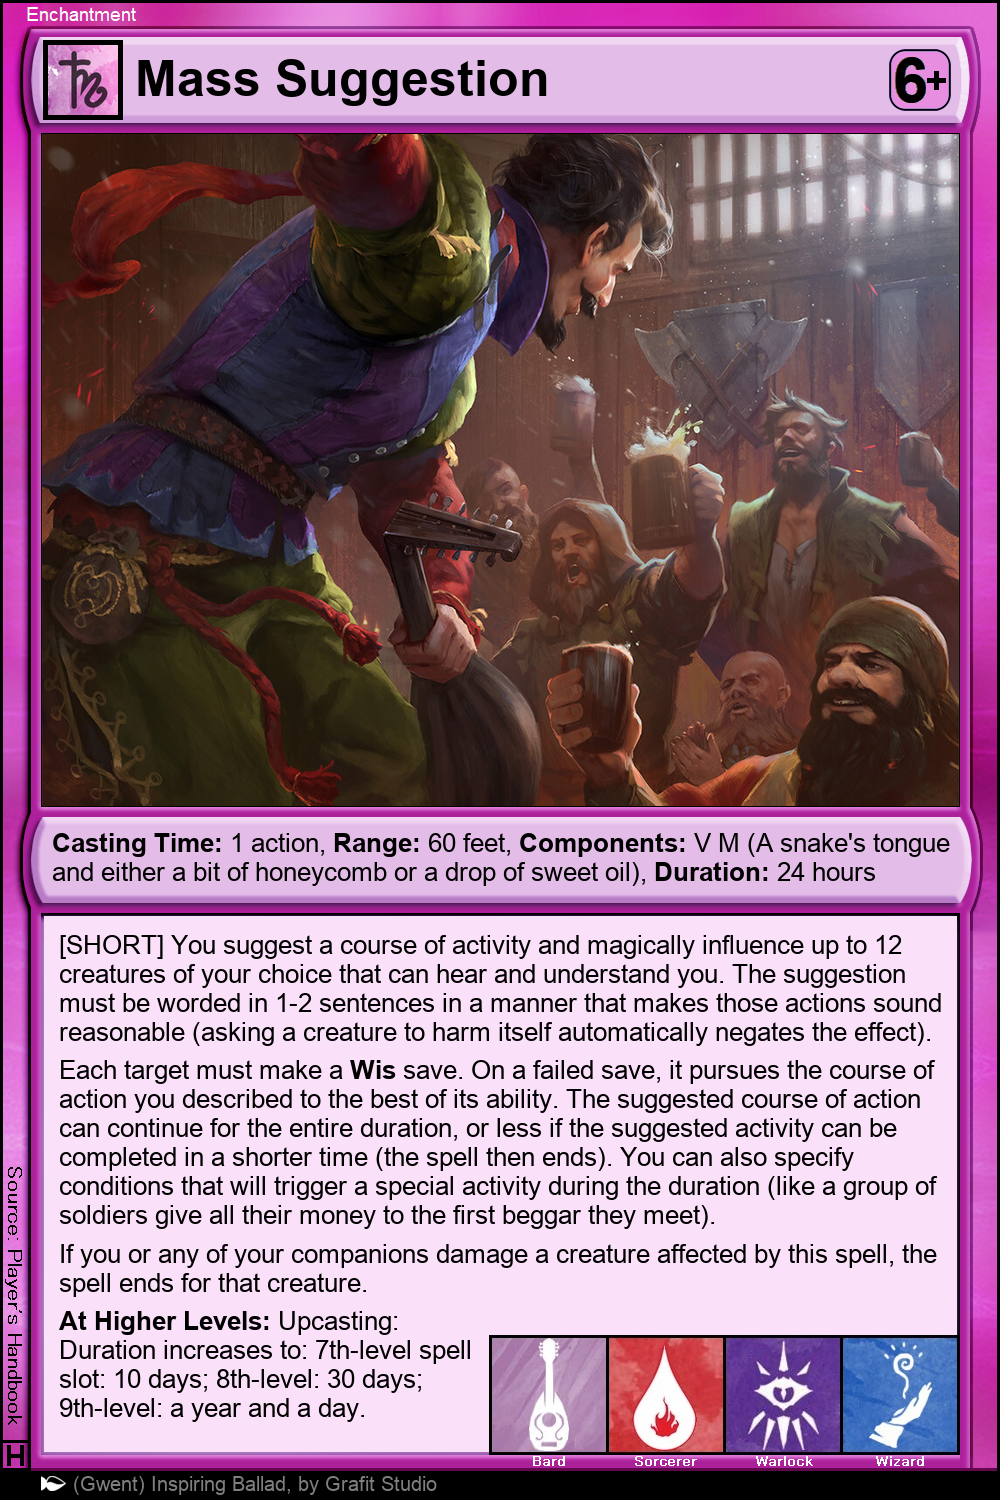 Enchantment
Mass Suggestion
6+
Casting Time: 1 action, Range: 60 feet, Components: V M (A snake's tongue
and either a bit of honeycomb or a drop of sweet oil), Duration: 24 hours
[SHORT] You suggest a course of activity and magically influence up to 12
creatures of your choice that can hear and understand you. The suggestion
must be worded in 1-2 sentences in a manner that makes those actions sound
reasonable (asking a creature to harm itself automatically negates the effect).
Each target must make a Wis save. On a failed save, it pursues the course of
action you described to the best of its ability. The suggested course of action
can continue for the entire duration, or less if the suggested activity can be
completed in a shorter time (the spell then ends). You can also specify
conditions that will trigger a special activity during the duration (like a group of
soldiers give all their money to the first beggar they meet).
If you or any of your companions damage a creature affected by this spell, the
spell ends for that creature.
At Higher Levels: Upcasting:
Duration increases to: 7th-level spell
slot: 10 days; 8th-level: 30 days;
9th-level: a year and a day.
Bard Sorcerer Warlock Wizard
Source: Player's Handbook
H
(Gwent) Inspiring Ballad, by Grafit Studio